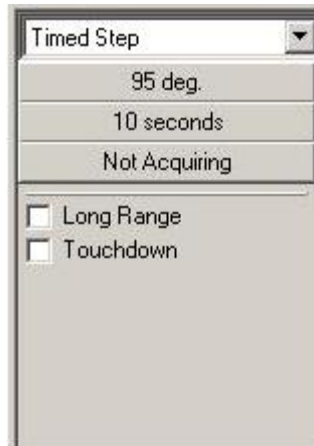 Timed Step
95 deg.
10 seconds
Not Acquiring
Long Range
Touchdown